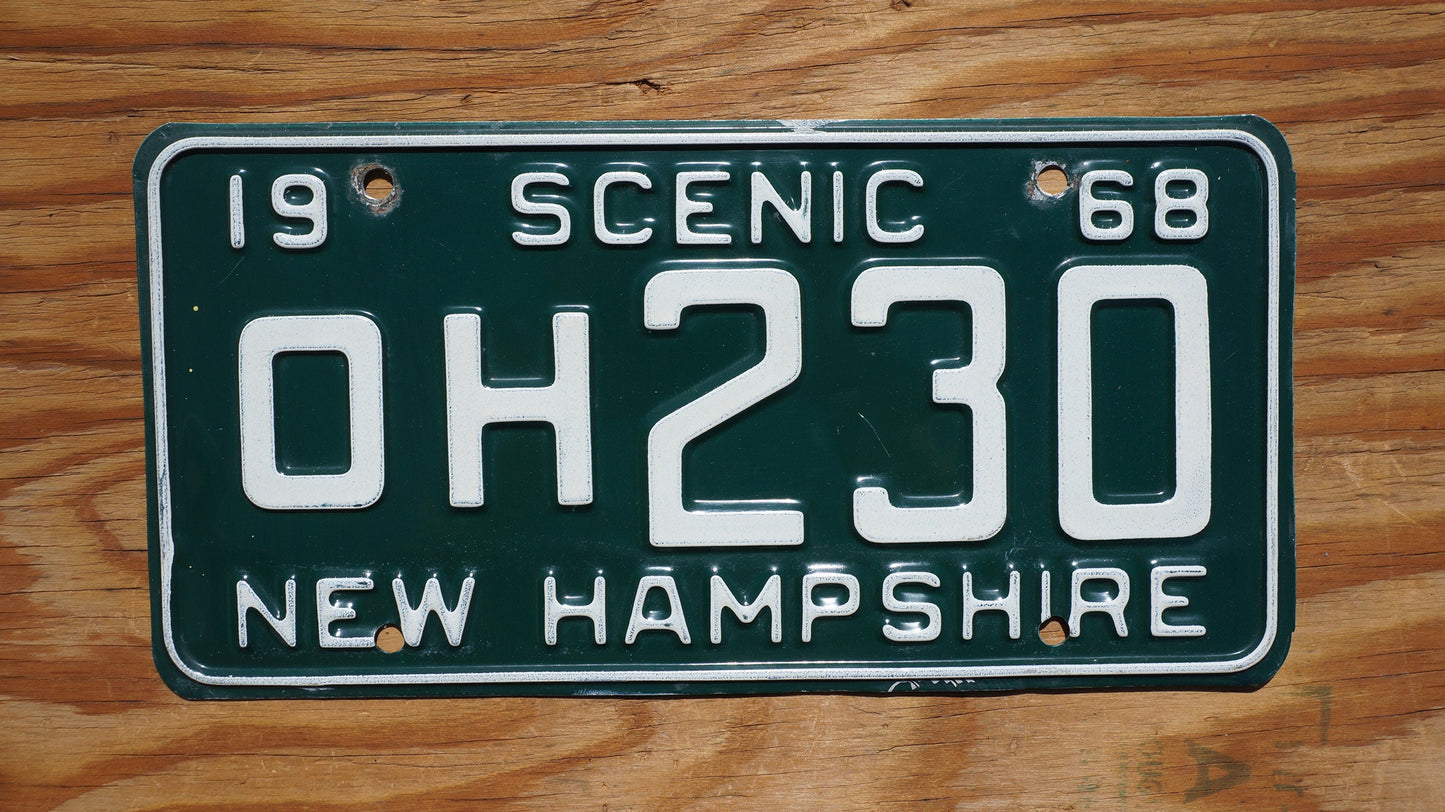 19 SCENIC 68
OH230
NEW HAMPSHIRE